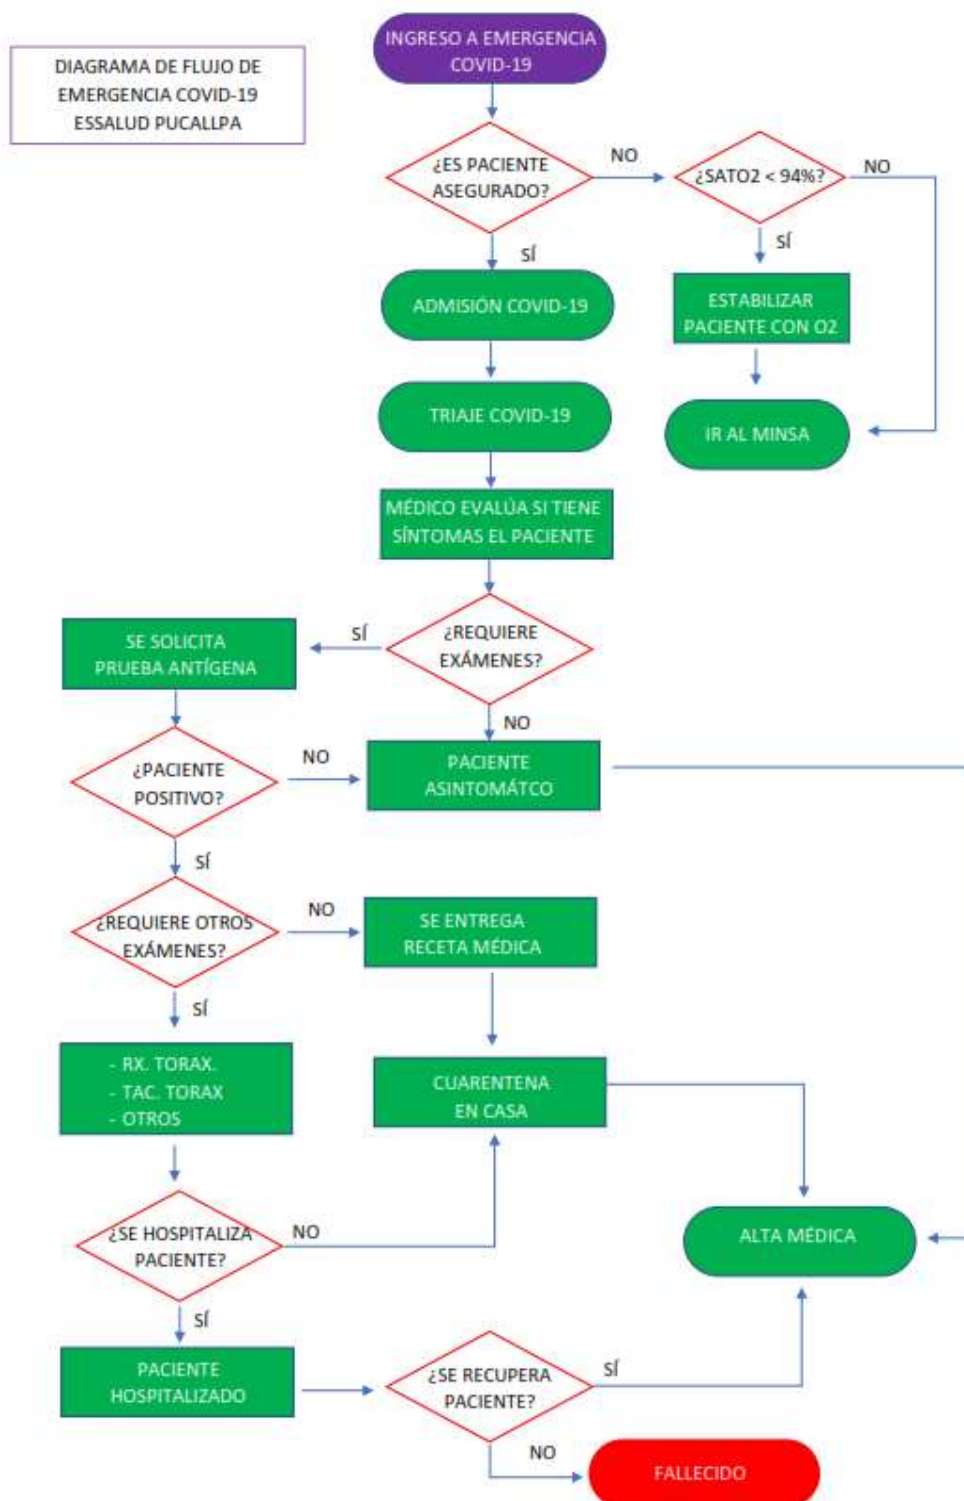 INGRESO A EMERGENCIA
COVID-19
DIAGRAMA DE FLUJO DE
EMERGENCIA COVID-19
ESSALUD PUCALLPA
¿ES PACIENTE
ASEGURADO?
NO
¿SATO2 < 94%?
NO
SÍ
SÍ
ADMISIÓN COVID-19
ESTABILIZAR
PACIENTE CON O2
TRIAJE COVID-19
IR AL MINSA
MÉDICO EVALÚA SI TIENE
SÍNTOMAS EL PACIENTE
¿REQUIERE
EXÁMENES?
SÍ
SE SOLICITA
PRUEBA ANTÍGENA
NO
¿PACIENTE
POSITIVO?
NO
PACIENTE
ASINTOMÁTCO
SÍ
¿REQUIERE OTROS
EXÁMENES?
NO
SE ENTREGA
RECETA MÉDICA
SÍ
- RX. TORAX.
- TAC. TORAX
- OTROS
CUARENTENA
EN CASA
¿SE HOSPITALIZA
PACIENTE?
NO
ALTA MÉDICA
SÍ
PACIENTE
HOSPITALIZADO
¿SE RECUPERA
PACIENTE?
SÍ
NO
FALLECIDO